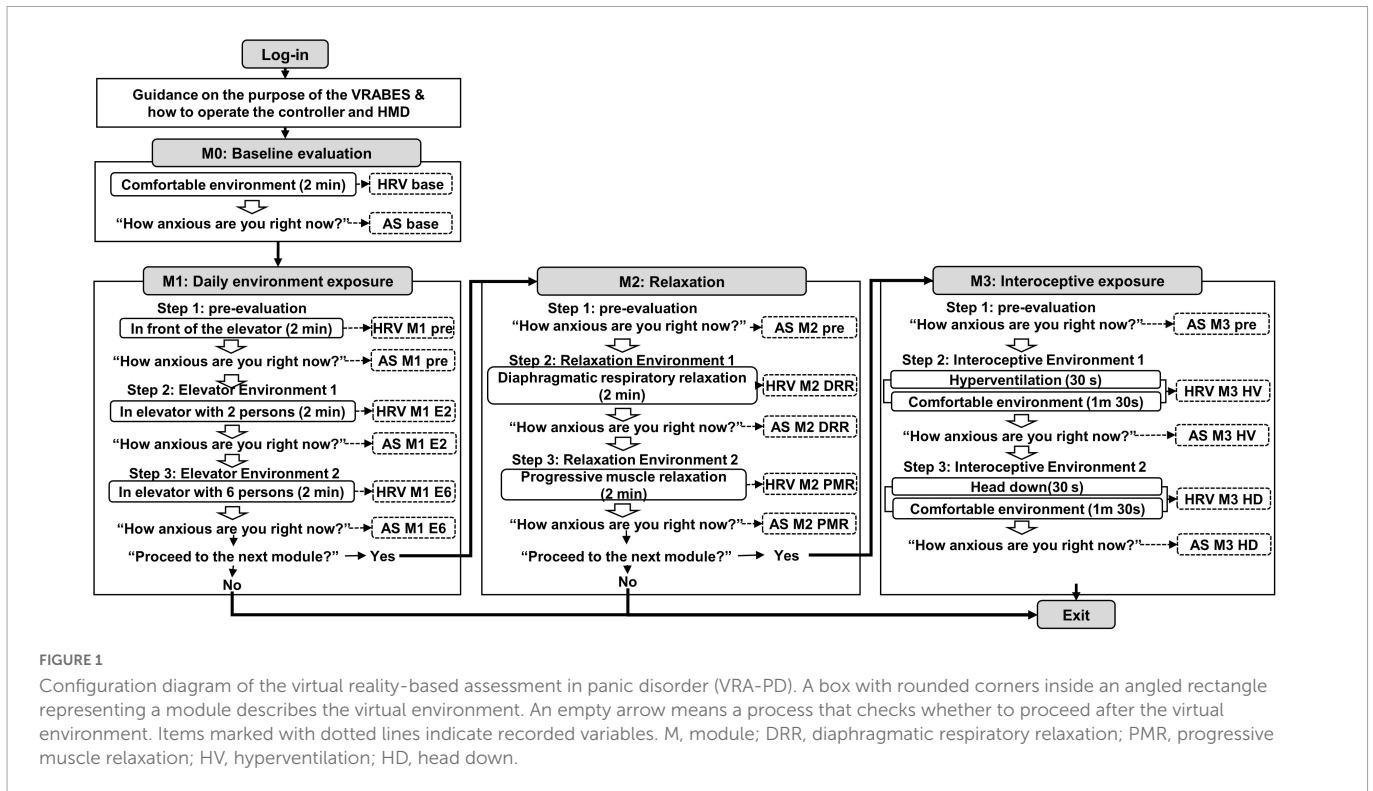 Log-in
Guidance on the purpose of the VRABES &
how to operate the controller and HMD
M0: Baseline evaluation
Comfortable environment (2 min)
HRV base
“How anxious are you right now?”
AS base
M1: Daily environment exposure
Step 1: pre-evaluation
In front of the elevator (2 min)
HRV M1 pre
“How anxious are you right now?”
AS M1 pre
Step 2: Elevator Environment 1
In elevator with 2 persons (2 min)
HRV M1 E2
“How anxious are you right now?”
AS M1 E2
Step 3: Elevator Environment 2
In elevator with 6 persons (2 min)
HRV M1 E6
“How anxious are you right now?”
AS M1 E6
“Proceed to the next module?”
Yes
No
M2: Relaxation
Step 1: pre-evaluation
“How anxious are you right now?”
AS M2 pre
Step 2: Relaxation Environment 1
Diaphragmatic respiratory relaxation
(2 min)
HRV M2 DRR
“How anxious are you right now?”
AS M2 DRR
Step 3: Relaxation Environment 2
Progressive muscle relaxation
(2 min)
HRV M2 PMR
“How anxious are you right now?”
AS M2 PMR
“Proceed to the next module?”
Yes
No
M3: Interoceptive exposure
Step 1: pre-evaluation
“How anxious are you right now?”
AS M3 pre
Step 2: Interoceptive Environment 1
Hyperventilation (30 s)
Comfortable environment (1m 30s)
HRV M3 HV
“How anxious are you right now?”
AS M3 HV
Step 3: Interoceptive Environment 2
Head down(30 s)
Comfortable environment (1m 30s)
HRV M3 HD
“How anxious are you right now?”
AS M3 HD
Exit
FIGURE 1
Configuration diagram of the virtual reality-based assessment in panic disorder (VRA-PD). A box with rounded corners inside an angled rectangle
representing a module describes the virtual environment. An empty arrow means a process that checks whether to proceed after the virtual
environment. Items marked with dotted lines indicate recorded variables. M, module; DRR, diaphragmatic respiratory relaxation; PMR, progressive
muscle relaxation; HV, hyperventilation; HD, head down.